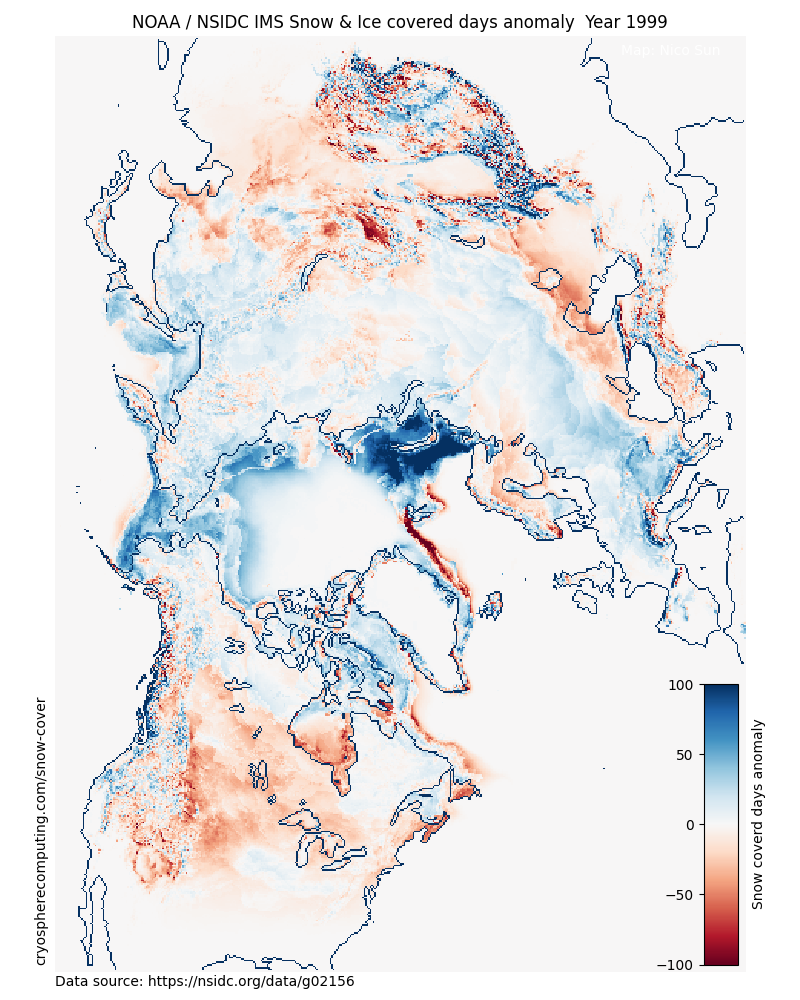 NOAA / NSIDC IMS Snow & Ice covered days anomaly  Year 1999
Map: Nico Sun
100
50
0
−50
−100
Snow coverd days anomaly
cryospherecomputing.com/snow-cover
Data source: https://nsidc.org/data/g02156